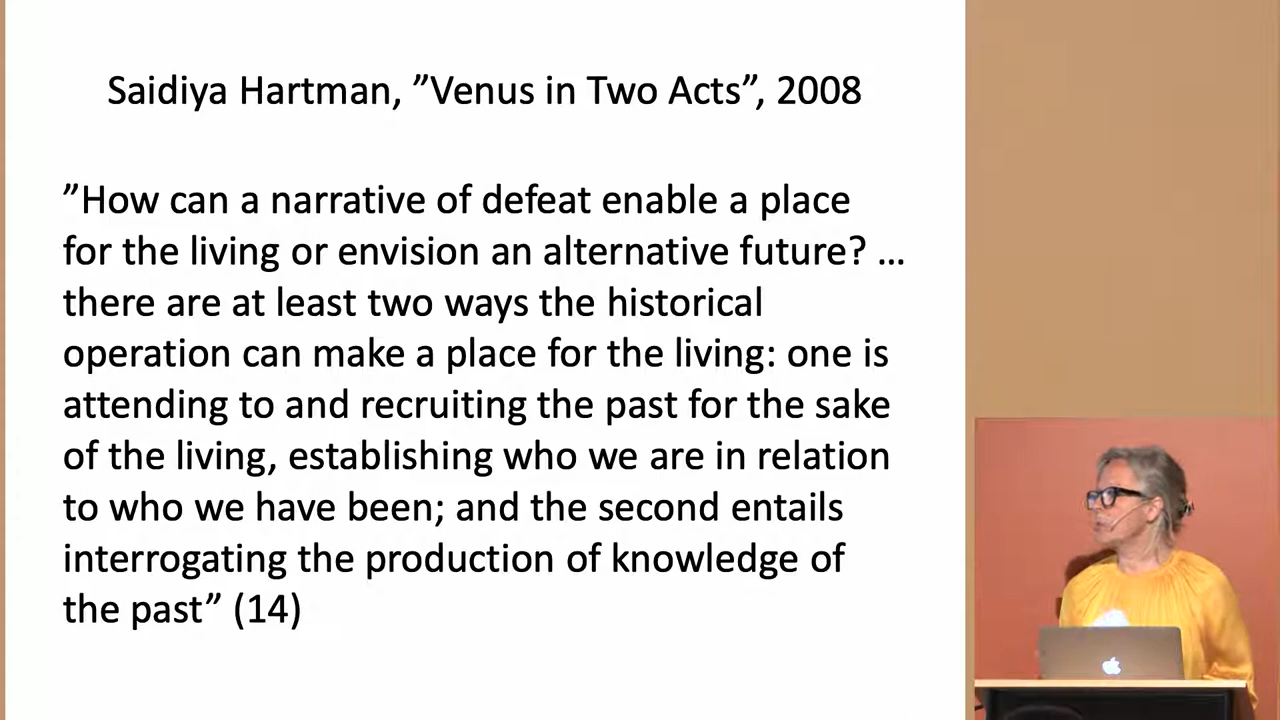 Saidiya Hartman, ”Venus in Two Acts”, 2008
”How can a narrative of defeat enable a place
for the living or envision an alternative future? …
there are at least two ways the historical
operation can make a place for the living: one is
attending to and recruiting the past for the sake
of the living, establishing who we are in relation
to who we have been; and the second entails
interrogating the production of knowledge of
the past” (14)